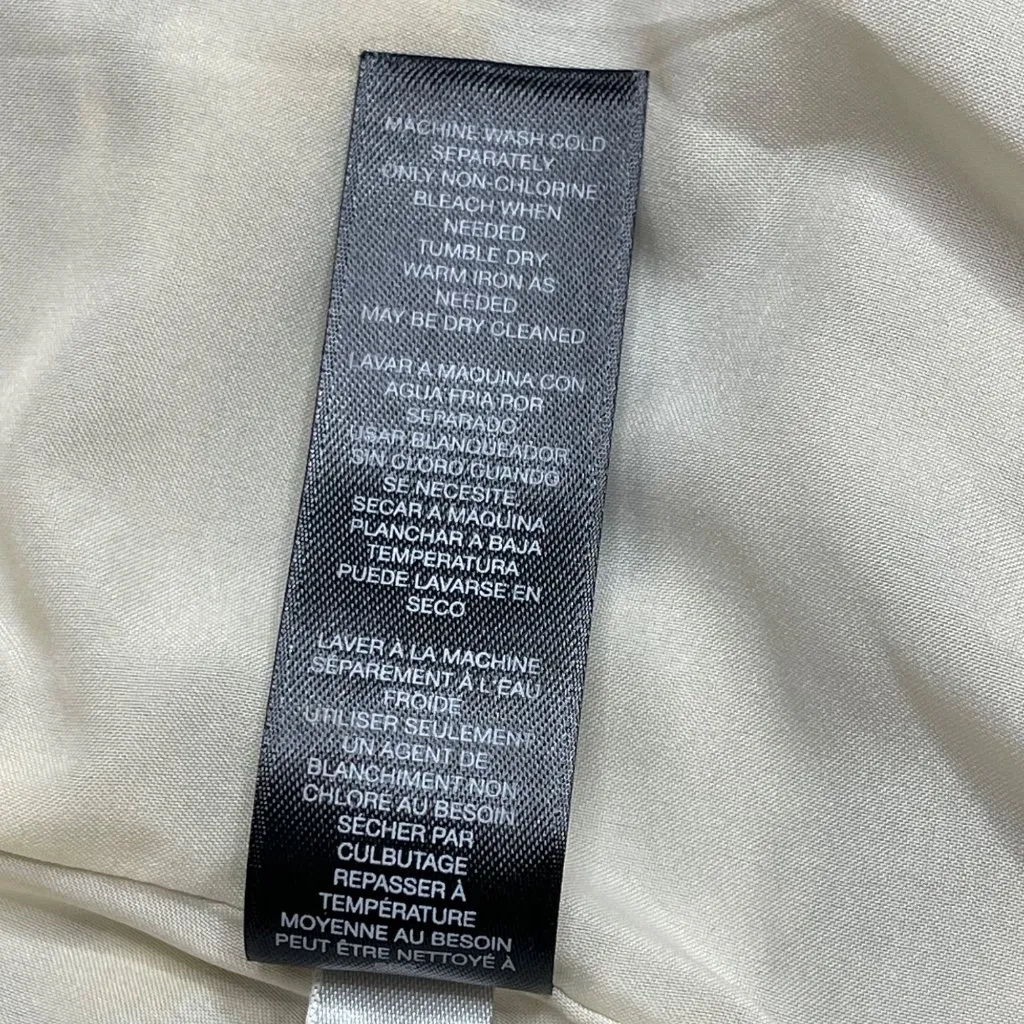 MACHINE WASH COLD
SEPARATELY
ONLY NON-CHLORINE
BLEACH WHEN
NEEDED
TUMBLE DRY
WARM IRON AS
NEEDED
MAY BE DRY CLEANED
LAVAR A MAQUINA CON
AGUA FRIA POR
SEPARADO
USAR BLANQUEADOR
SIN CLORO CUANDO
SE NECESITE
SECAR A MAQUINA
PLANCHAR A BAJA
TEMPERATURA
PUEDE LAVARSE EN
SECO
LAVER À LA MACHINE
SÉPARÉMENT À L'EAU
FROIDE
UTILISER SEULEMENT
UN AGENT DE
BLANCHIMENT NON
CHLORE AU BESOIN
SÉCHER PAR
CULBUTAGE
REPASSER À
TEMPÉRATURE
MOYENNE AU BESOIN
PEUT ÊTRE NETTOYÉ À